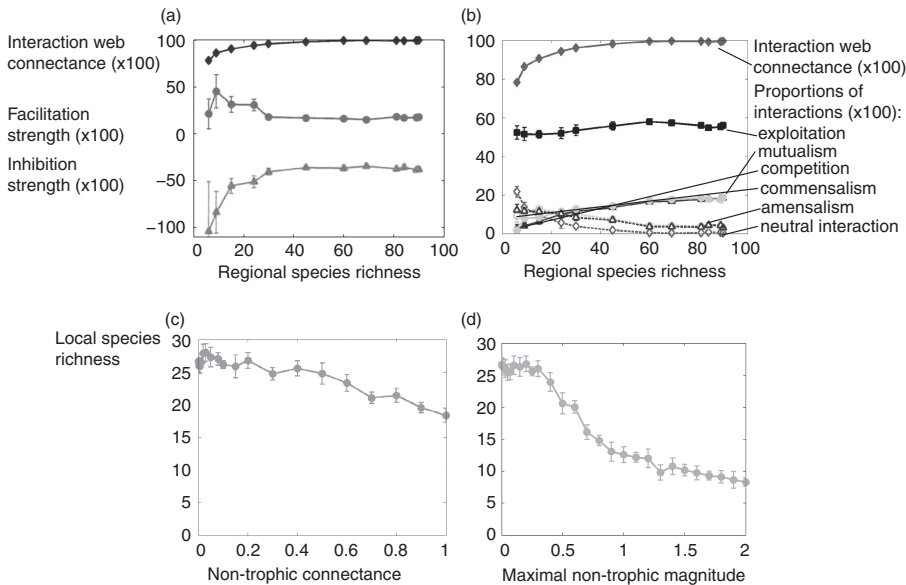 (a)
Interaction web
connectance (x100)
Facilitation
strength (x100)
Inhibition
strength (x100)
100
50
0
−50
−100
0 20 40 60 80 100
Regional species richness
(b)
100
80
60
40
20
0
0 20 40 60 80 100
Regional species richness
Interaction web
connectance (x100)
Proportions of
interactions (x100):
exploitation
mutualism
competition
commensalism
amensalism
neutral interaction
(c)
Local species
richness
30
25
20
15
10
5
0
0 0.2 0.4 0.6 0.8 1
Non-trophic connectance
(d)
30
25
20
15
10
5
0
0 0.5 1 1.5 2
Maximal non-trophic magnitude